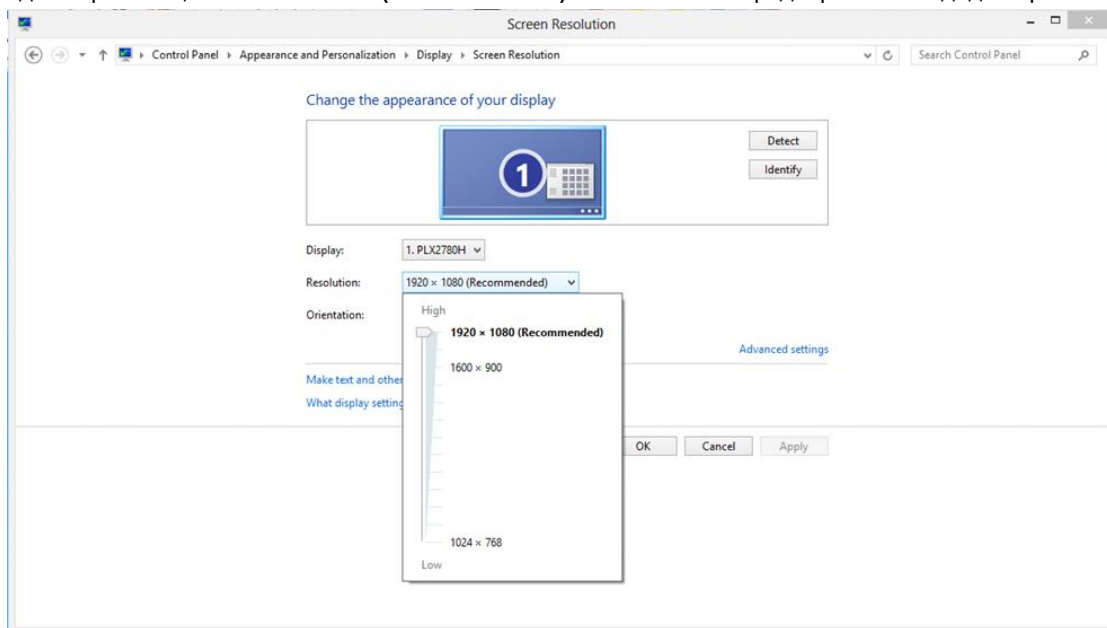 Screen Resolution
Control Panel Appearance and Personalization Display Screen Resolution
Search Control Panel
Change the appearance of your display
1
Detect
Identify
Display: 1. PLX2780H
Resolution: 1920 × 1080 (Recommended)
Orientation:
High
1920 × 1080 (Recommended)
1600 × 900
1024 × 768
Low
Advanced settings
Make text and other
What display setting
OK Cancel Apply